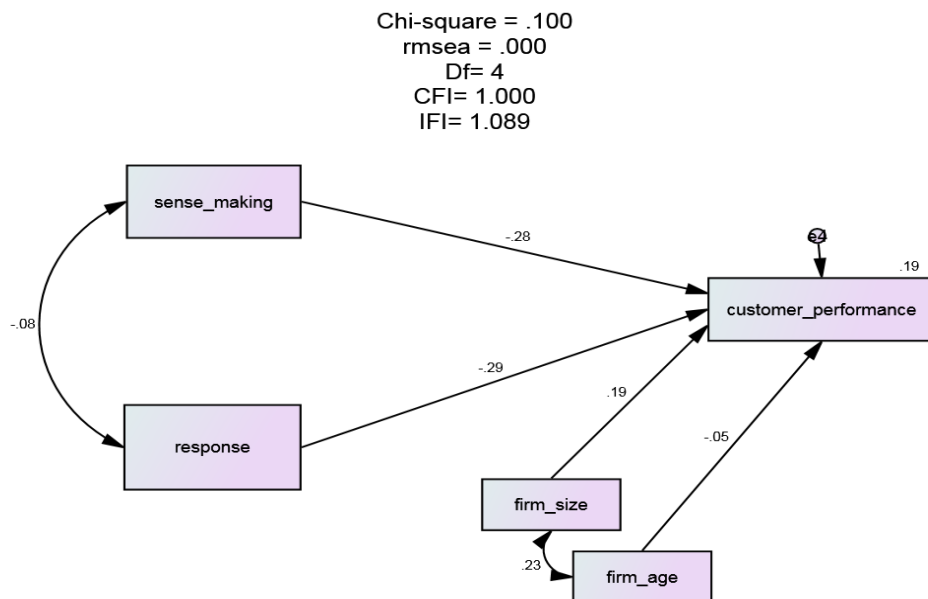 Chi-square = .100
rmsea = .000
Df= 4
CFI= 1.000
IFI= 1.089
sense_making
-.28
e4
.19
customer_performance
-.08
-.29
response
.19
-.05
firm_size
.23
firm_age